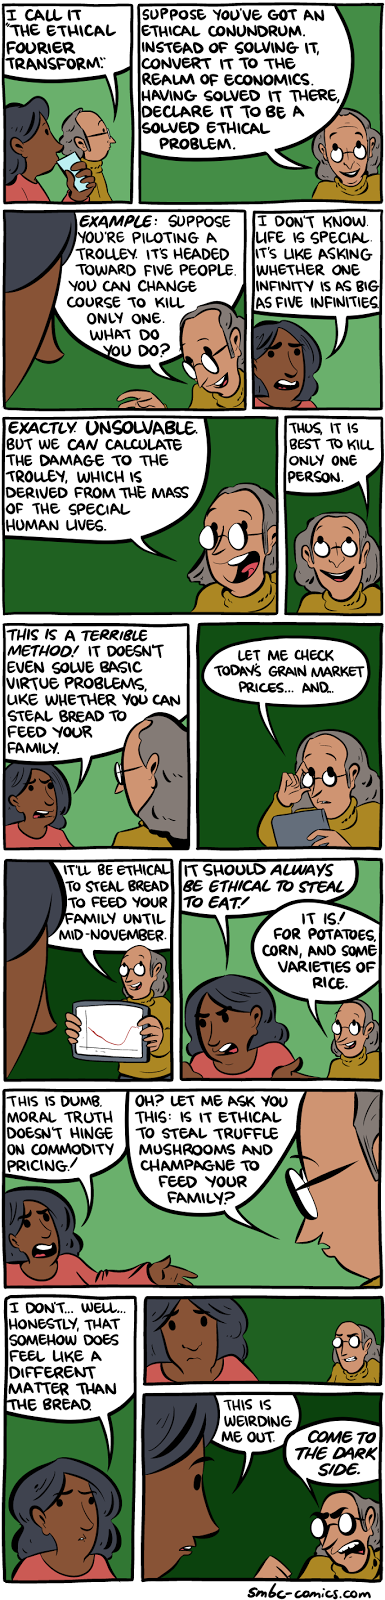 I CALL IT
"THE ETHICAL
FOURIER
TRANSFORM."
SUPPOSE YOU'VE GOT AN
ETHICAL CONUNDRUM.
INSTEAD OF SOLVING IT,
CONVERT IT TO THE
REALM OF ECONOMICS.
HAVING SOLVED IT THERE,
DECLARE IT TO BE A
SOLVED ETHICAL
PROBLEM.
EXAMPLE: SUPPOSE
YOU'RE PILOTING A
TROLLEY. IT'S HEADED
TOWARD FIVE PEOPLE.
YOU CAN CHANGE
COURSE TO KILL
ONLY ONE.
WHAT DO
YOU DO?
I DON'T KNOW.
LIFE IS SPECIAL.
IT'S LIKE ASKING
WHETHER ONE
INFINITY IS AS BIG
AS FIVE INFINITIES.
EXACTLY. UNSOLVABLE.
BUT WE CAN CALCULATE
THE DAMAGE TO THE
TROLLEY, WHICH IS
DERIVED FROM THE MASS
OF THE SPECIAL
HUMAN LIVES.
THUS, IT IS
BEST TO KILL
ONLY ONE
PERSON.
THIS IS A TERRIBLE
METHOD! IT DOESN'T
EVEN SOLVE BASIC
VIRTUE PROBLEMS,
LIKE WHETHER YOU CAN
STEAL BREAD TO
FEED YOUR
FAMILY.
LET ME CHECK
TODAY'S GRAIN MARKET
PRICES... AND...
IT'LL BE ETHICAL
TO STEAL BREAD
TO FEED YOUR
FAMILY UNTIL
MID-NOVEMBER.
IT SHOULD ALWAYS
BE ETHICAL TO STEAL
TO EAT!
IT IS!
FOR POTATOES,
CORN, AND SOME
VARIETIES OF
RICE.
THIS IS DUMB.
MORAL TRUTH
DOESN'T HINGE
ON COMMODITY
PRICING!
OH? LET ME ASK YOU
THIS: IS IT ETHICAL
TO STEAL TRUFFLE
MUSHROOMS AND
CHAMPAGNE TO
FEED YOUR
FAMILY?
I DON'T... WELL...
HONESTLY, THAT
SOMEHOW DOES
FEEL LIKE A
DIFFERENT
MATTER THAN
THE BREAD.
THIS IS
WEIRDING
ME OUT.
COME TO
THE DARK
SIDE.
smbc-comics.com